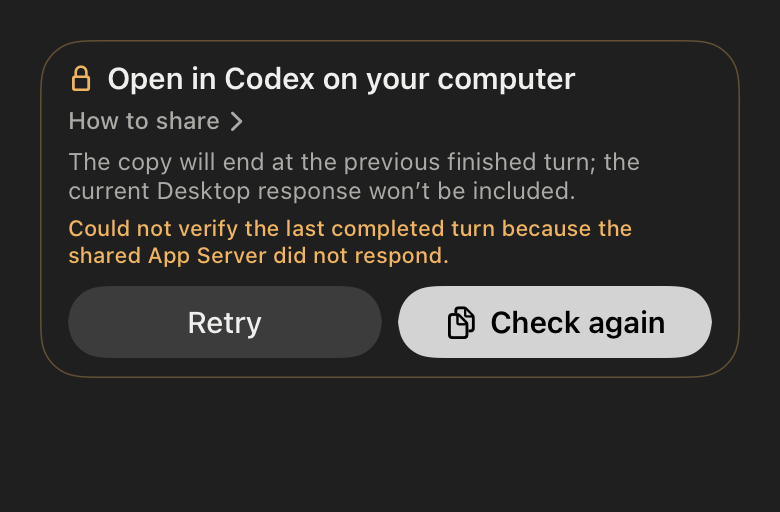 Open in Codex on your computer
How to share
The copy will end at the previous finished turn; the
current Desktop response won’t be included.
Could not verify the last completed turn because the
shared App Server did not respond.
Retry
Check again